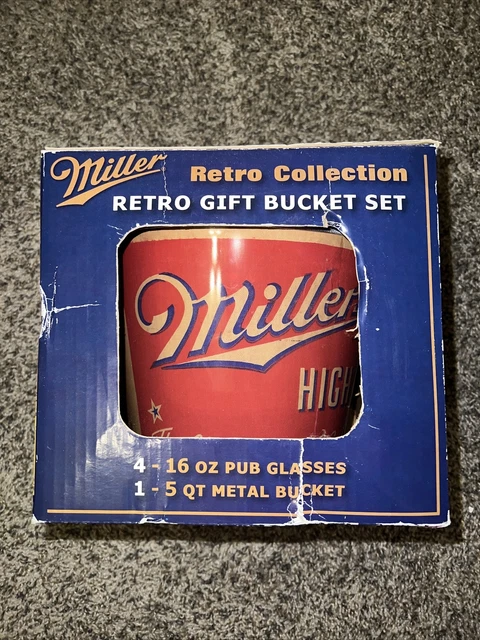 Miller Retro Collection
RETRO GIFT BUCKET SET
Miller
HIGH
4 - 16 OZ PUB GLASSES
1 - 5 QT METAL BUCKET